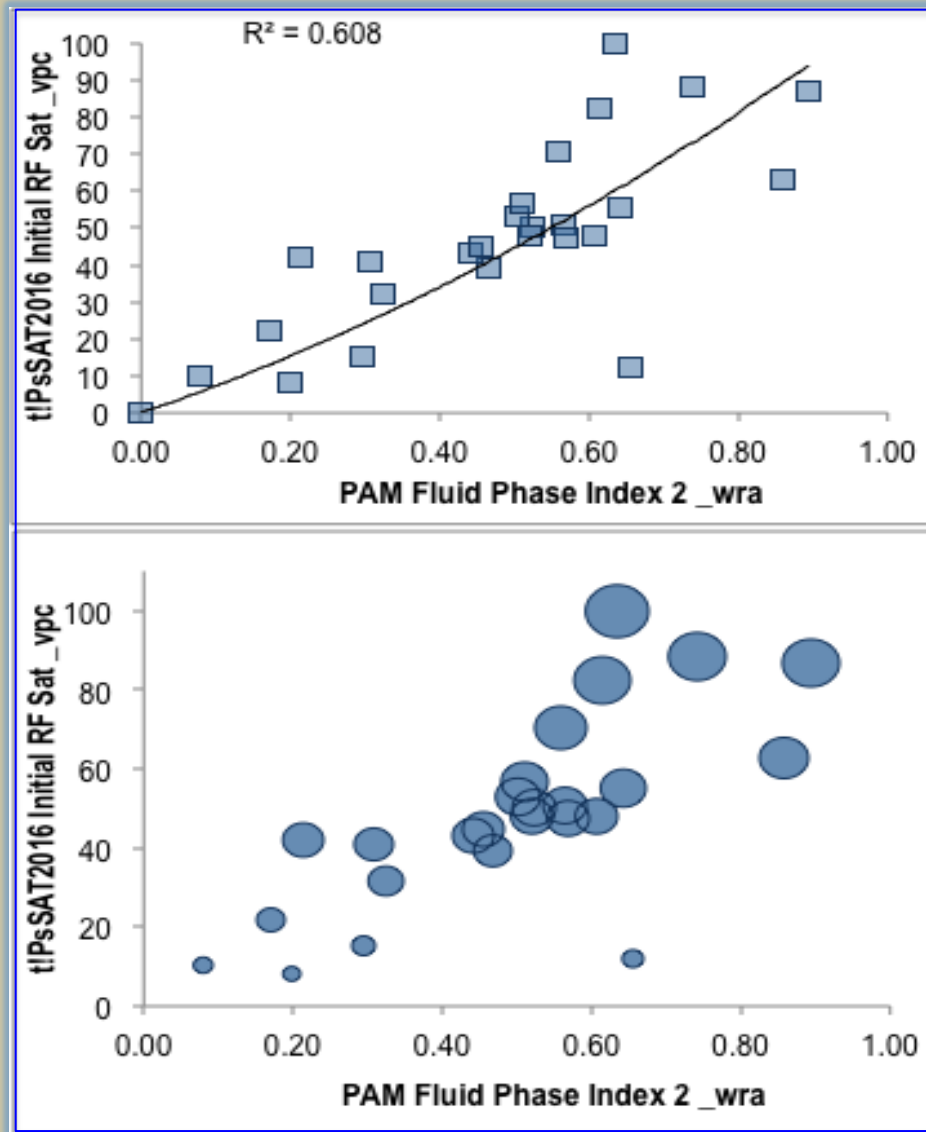 R² = 0.608
t!PsSAT2016 Initial RF Sat _vpc
100
90
80
70
60
50
40
30
20
10
0
0.00 0.20 0.40 0.60 0.80 1.00
PAM Fluid Phase Index 2 _wra
t!PsSAT2016 Initial RF Sat _vpc
100
80
60
40
20
0
0.00 0.20 0.40 0.60 0.80 1.00
PAM Fluid Phase Index 2 _wra